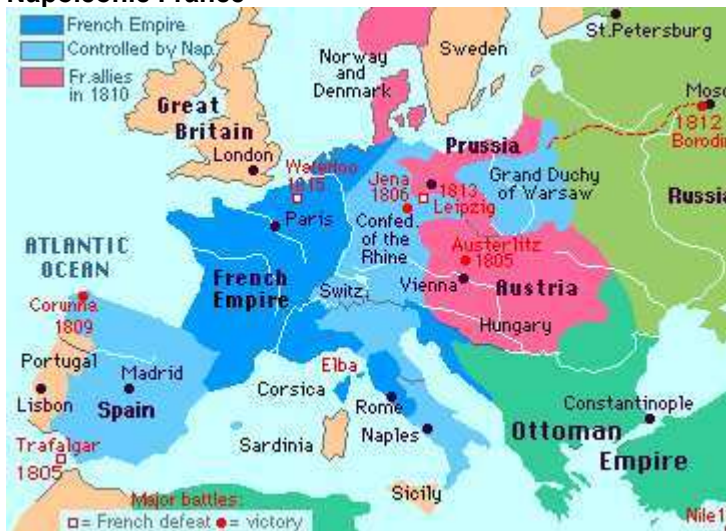 Napoleonic France
French Empire
Controlled by Nap.
Fr.allies
in 1810
Norway
and
Denmark
Sweden
St.Petersburg
Great
Britain
London
Waterloo
1815
Prussia
1812
Borodin
Russia
Jena
1806
1813
Leipzig
Grand Duchy
of Warsaw
Paris
Confed.
of the
Rhine
ATLANTIC
OCEAN
French
Empire
Austerlitz
1805
Switz.
Vienna
Austria
Hungary
Corunna
1809
Portugal
Madrid
Lisbon
Spain
Elba
Corsica
Rome
Naples
Sardinia
Constantinople
Ottoman
Empire
Trafalgar
1805
Sicily
Major battles:
= French defeat = victory